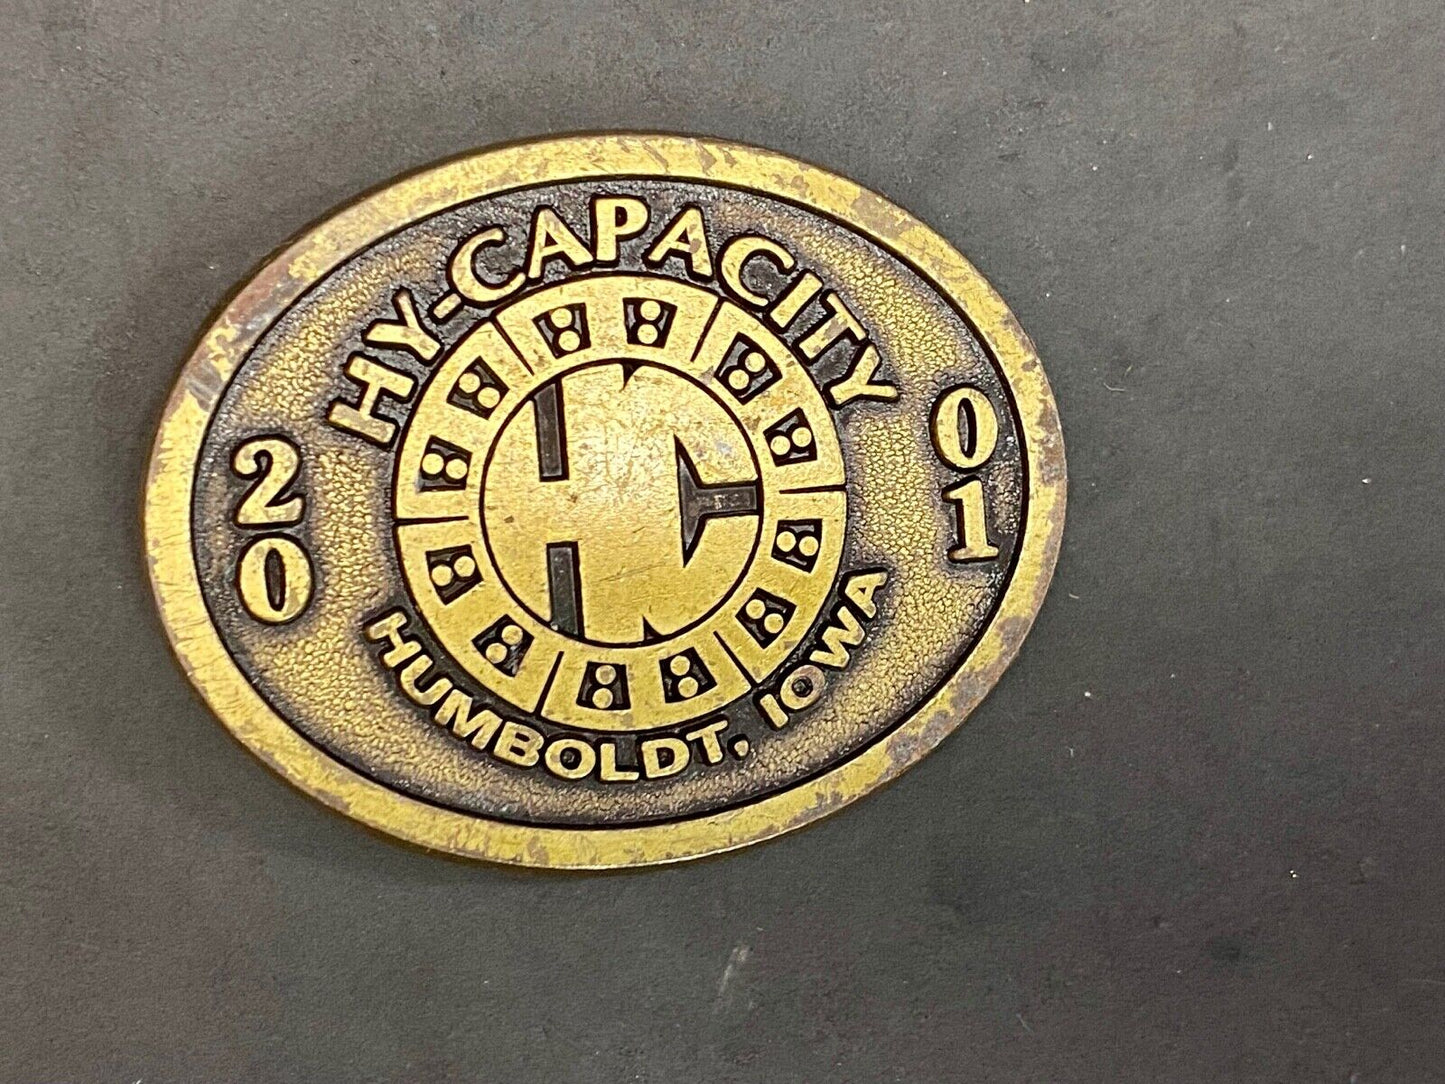 HY-CAPACITY
20
01
HC
HUMBOLDT, IOWA